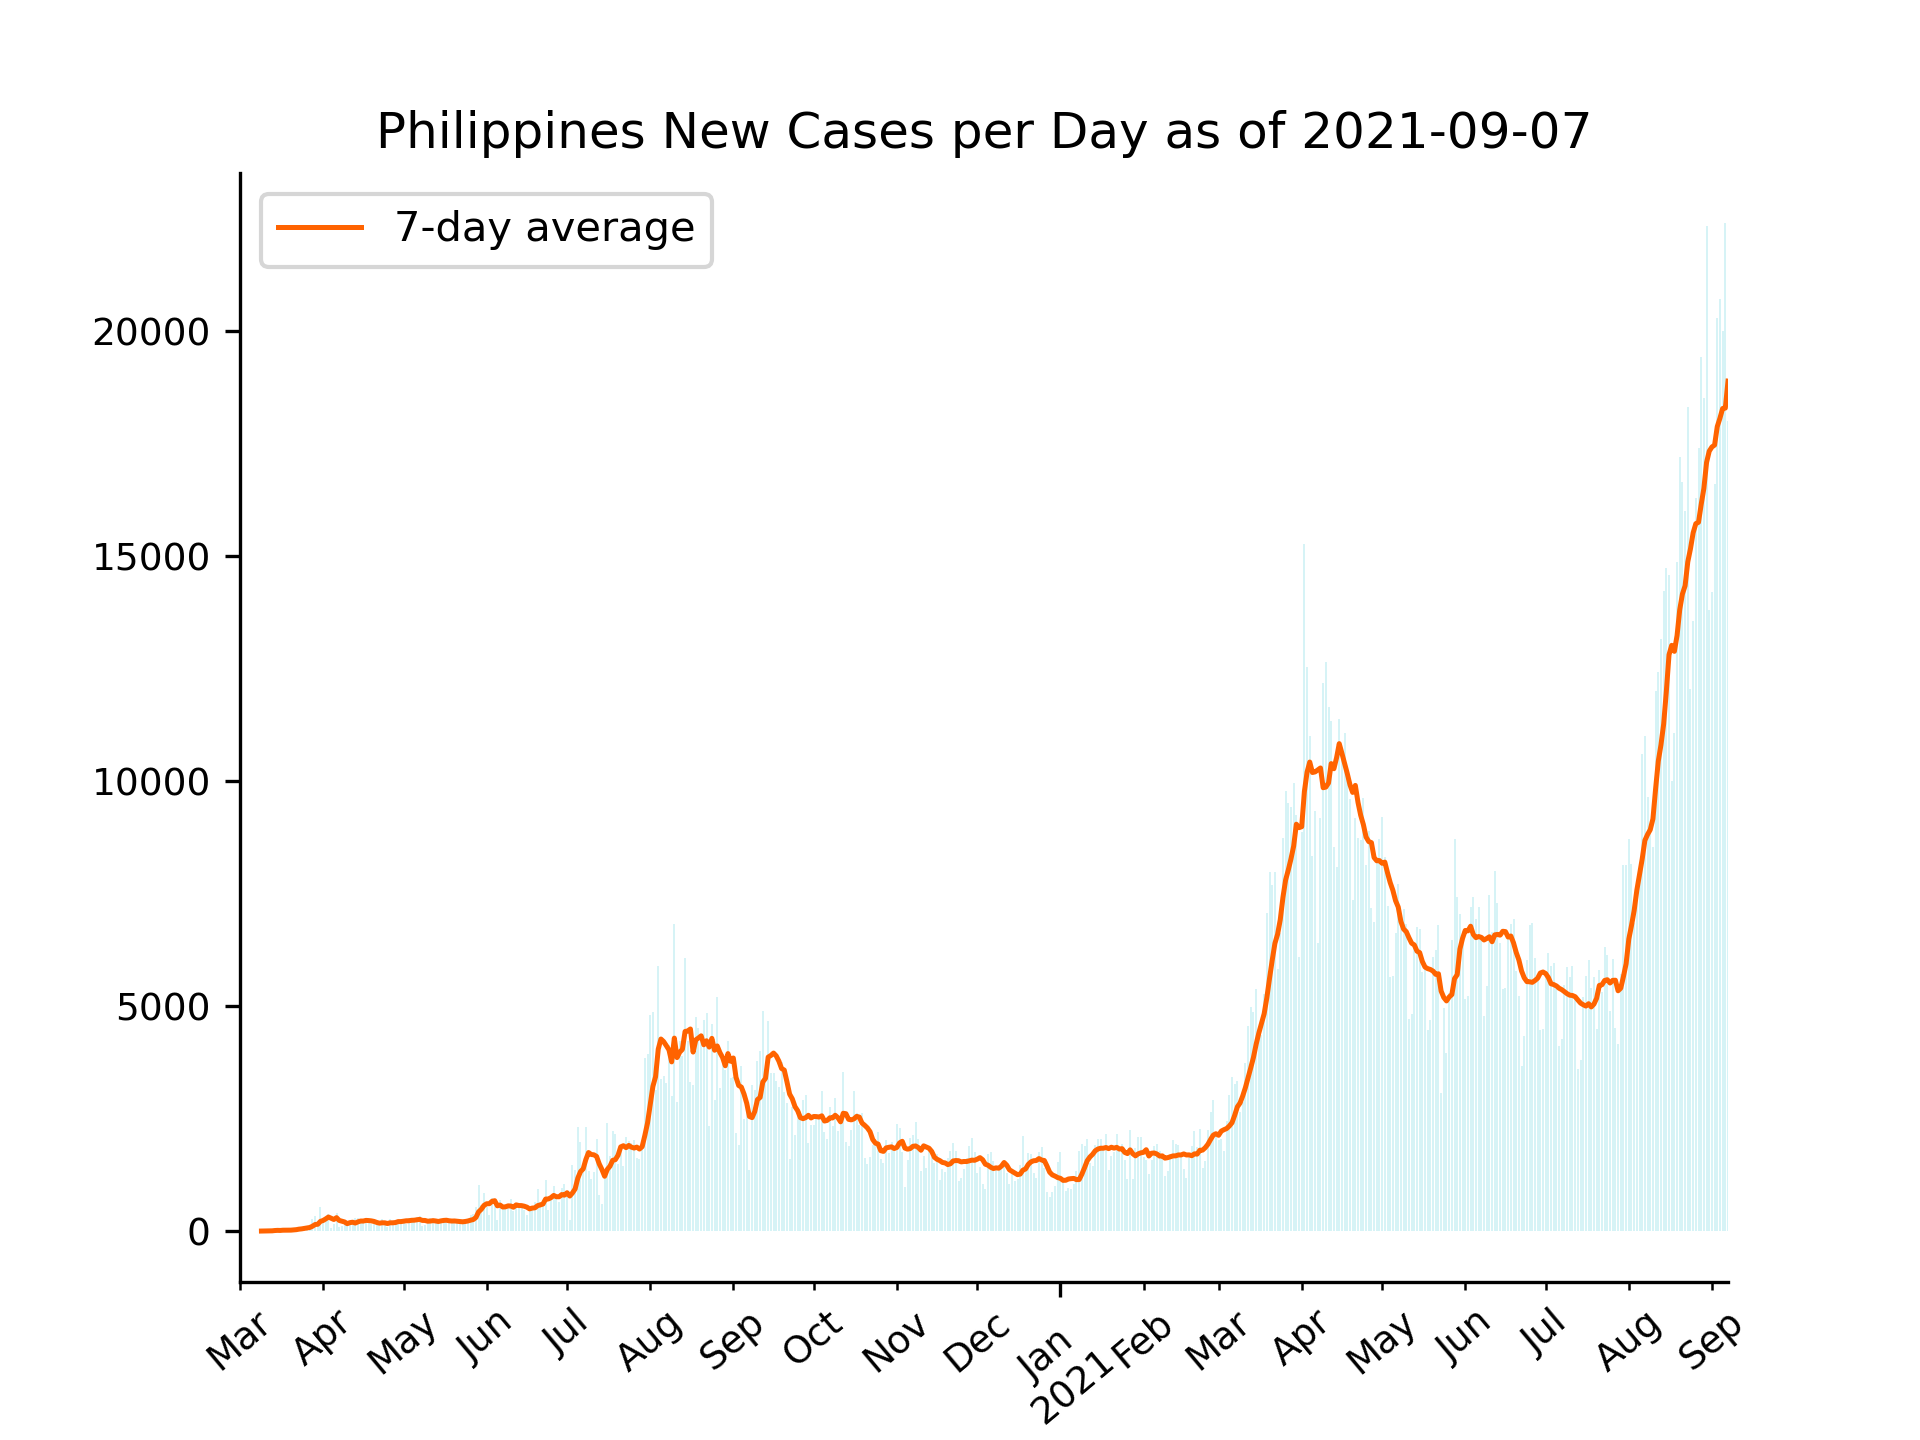 Philippines New Cases per Day as of 2021-09-07
7-day average
20000
15000
10000
5000
0
Mar Apr May Jun Jul Aug Sep Oct Nov Dec Jan Feb Mar Apr May Jun Jul Aug Sep
2021